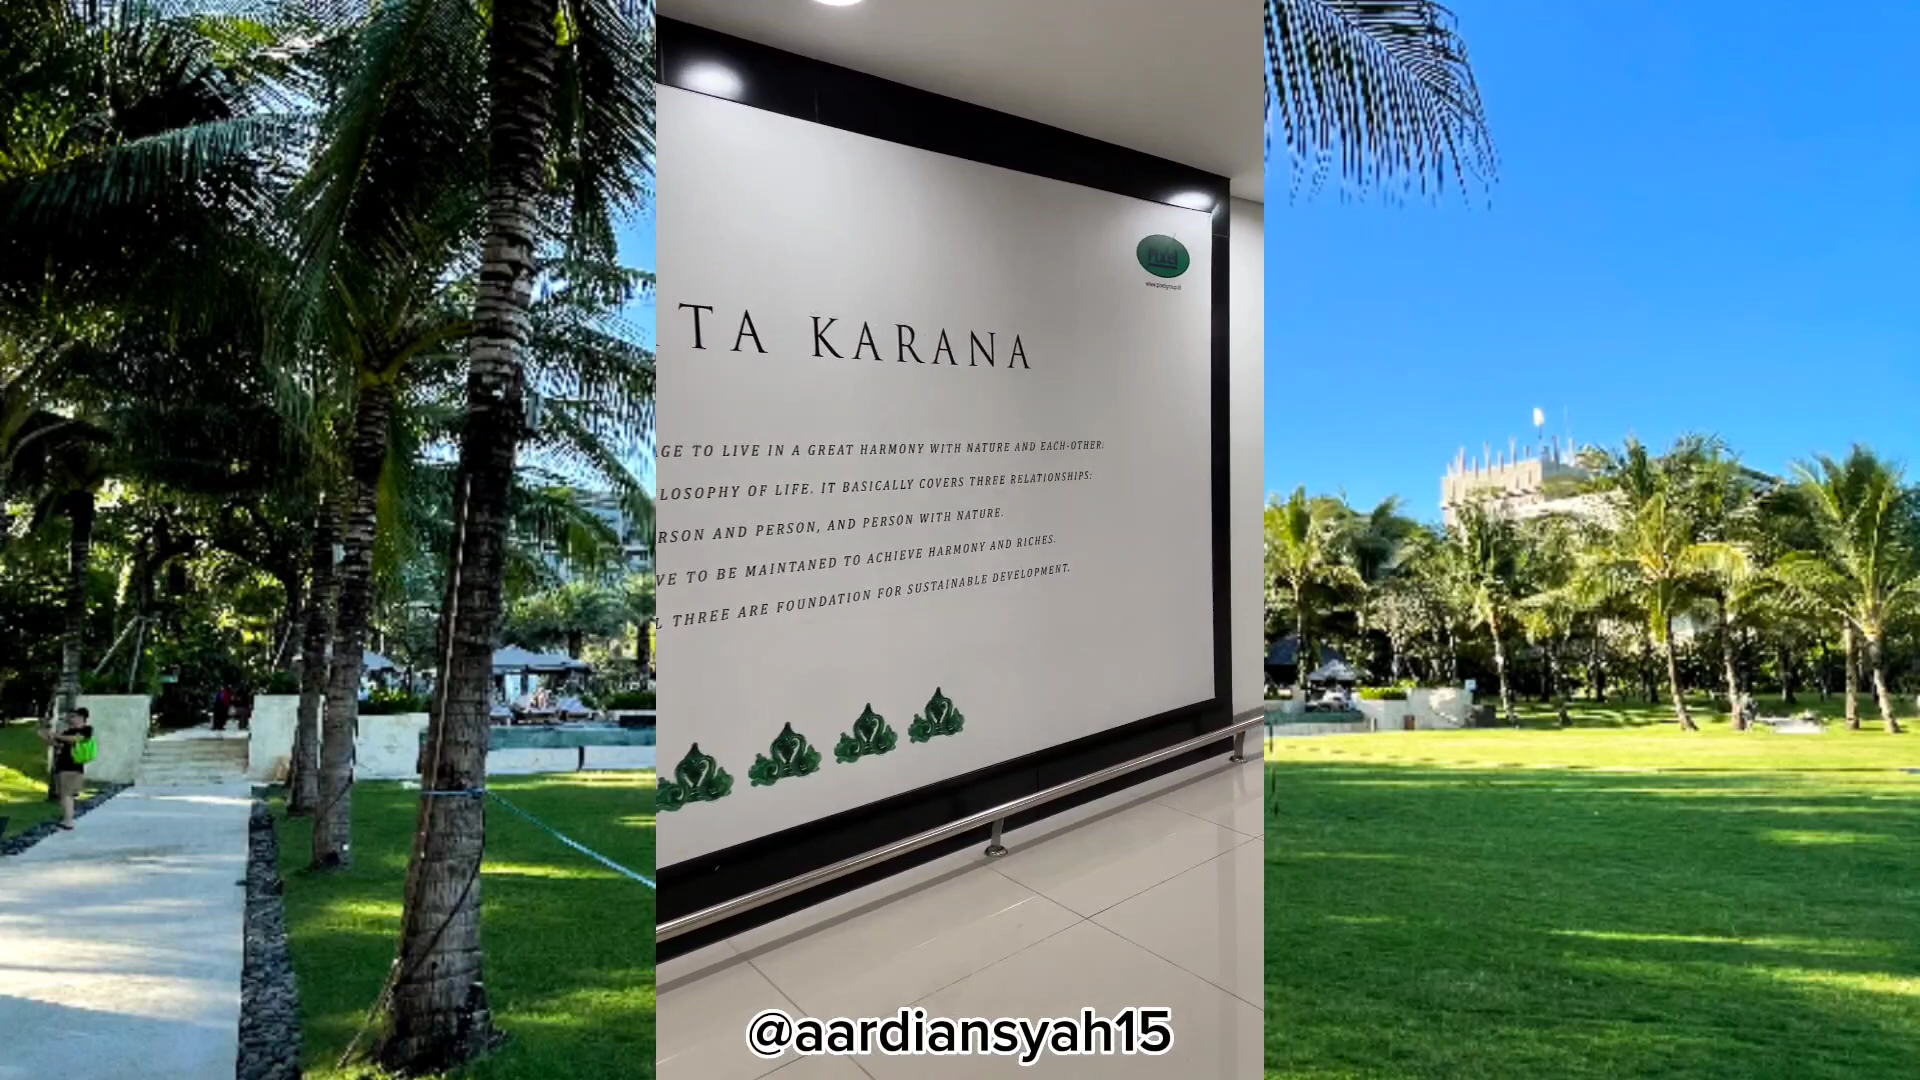 TA KARANA
AGE TO LIVE IN A GREAT HARMONY WITH NATURE AND EACH-OTHER.
LOSOPHY OF LIFE. IT BASICALLY COVERS THREE RELATIONSHIPS:
RSON AND PERSON, AND PERSON WITH NATURE.
VE TO BE MAINTANED TO ACHIEVE HARMONY AND RICHES.
L THREE ARE FOUNDATION FOR SUSTAINABLE DEVELOPMENT.
Pixel
@aardiansyah15